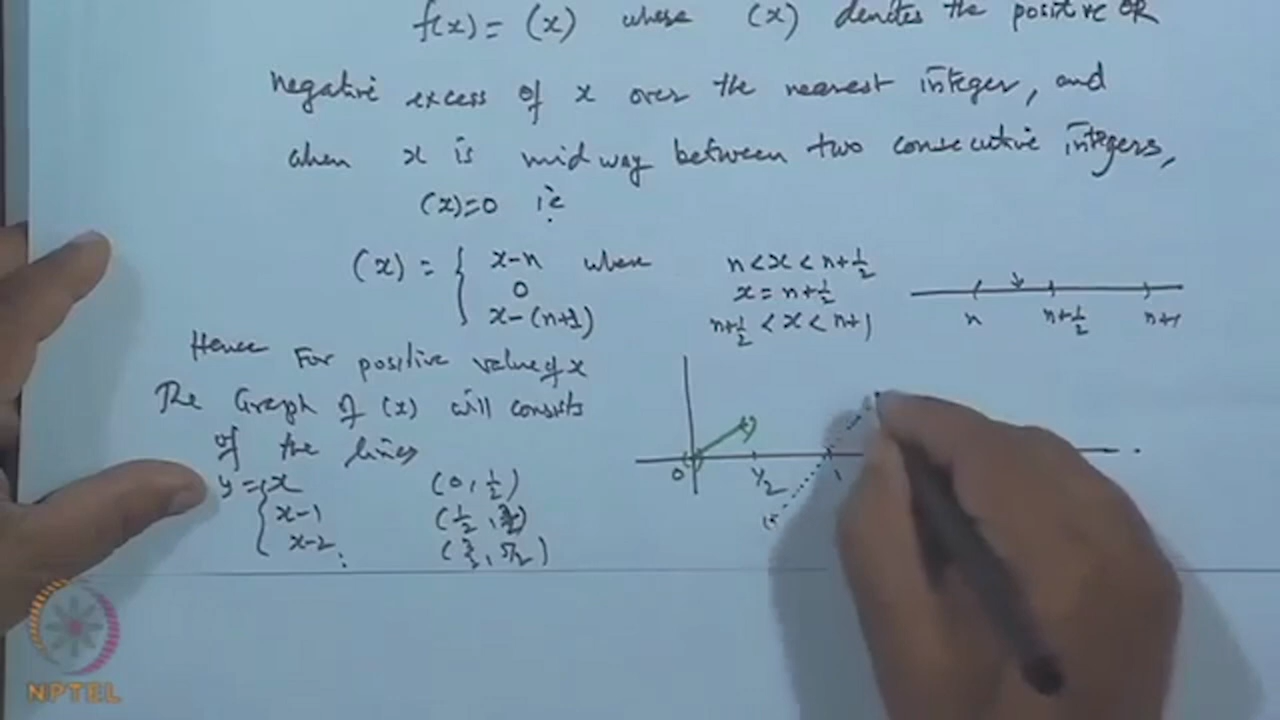 f(x) = (x) where (x) denotes the positive OR
negative excess of x over the nearest integer, and
when x is midway between two consecutive integers,
(x)=0 ie
(x) = { x-n where n<x<n+1/2
0 x=n+1/2
x-(n+1) n+1/2 <x<n+1
n n+1/2 n+1
Hence For positive value of x
The Graph of (x) will consists
of the lines
y = { x (0, 1/2)
x-1 (1/2, 3/2)
x-2 (3/2, 5/2)
0 1/2 1
NPTEL